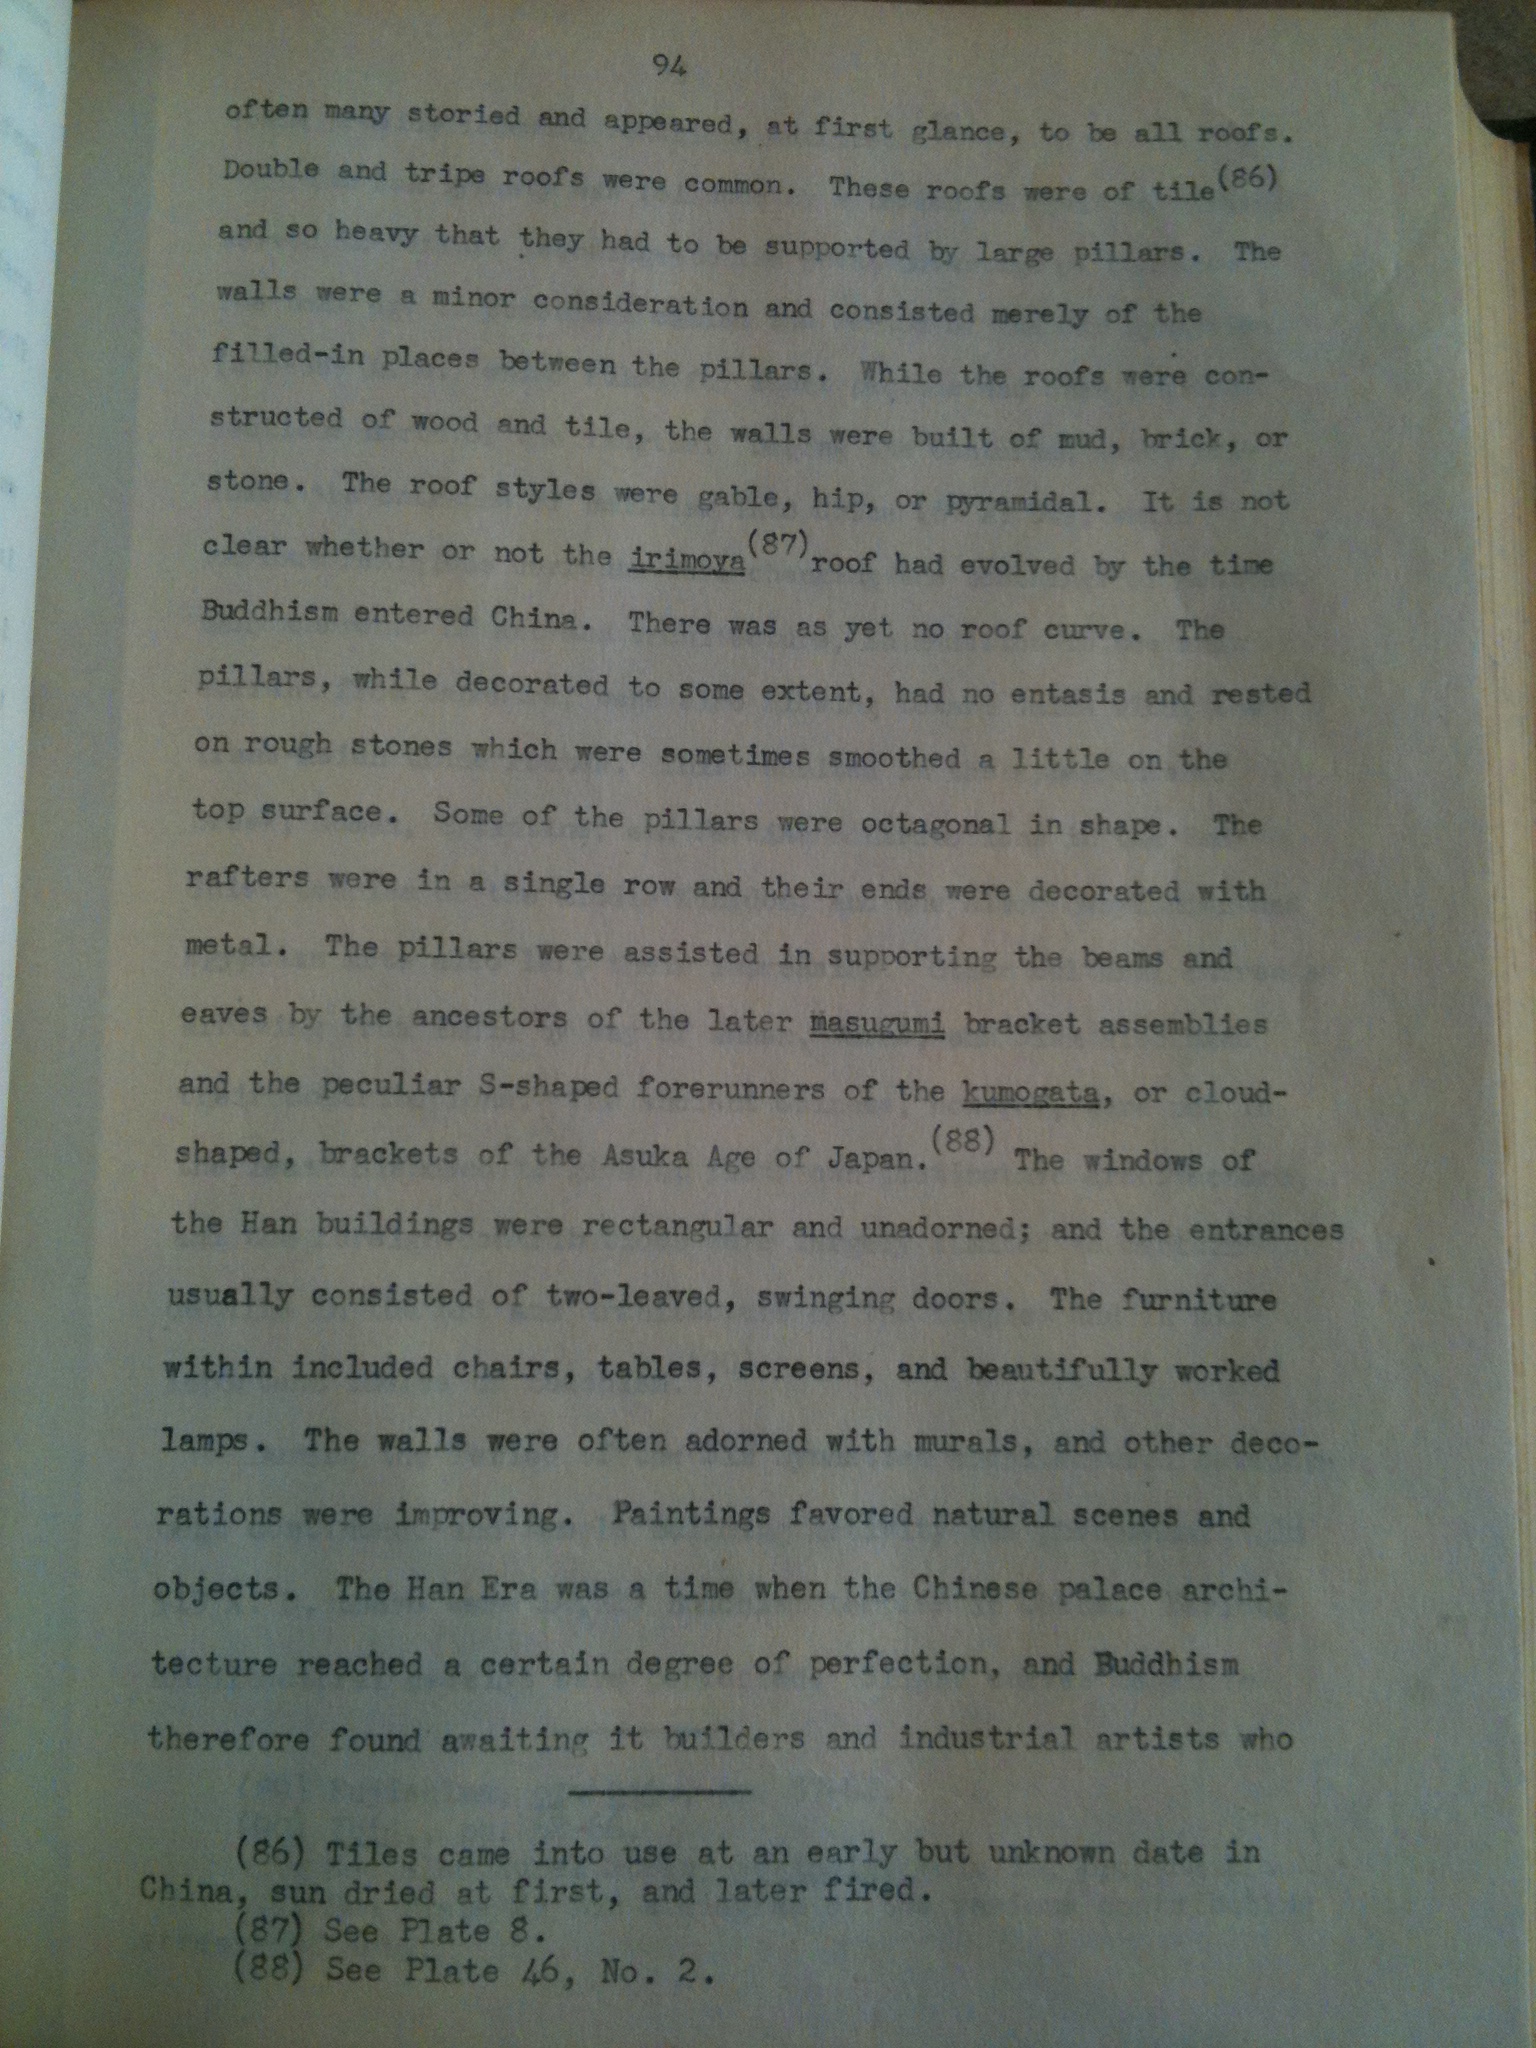 94
often many storied and appeared, at first glance, to be all roofs.
Double and tripe roofs were common. These roofs were of tile(86)
and so heavy that they had to be supported by large pillars. The
walls were a minor consideration and consisted merely of the
filled-in places between the pillars. While the roofs were con-
structed of wood and tile, the walls were built of mud, brick, or
stone. The roof styles were gable, hip, or pyramidal. It is not
clear whether or not the irimoya(87) roof had evolved by the time
Buddhism entered China. There was as yet no roof curve. The
pillars, while decorated to some extent, had no entasis and rested
on rough stones which were sometimes smoothed a little on the
top surface. Some of the pillars were octagonal in shape. The
rafters were in a single row and their ends were decorated with
metal. The pillars were assisted in supporting the beams and
eaves by the ancestors of the later masugumi bracket assemblies
and the peculiar S-shaped forerunners of the kumogata, or cloud-
shaped, brackets of the Asuka Age of Japan.(88) The windows of
the Han buildings were rectangular and unadorned; and the entrances
usually consisted of two-leaved, swinging doors. The furniture
within included chairs, tables, screens, and beautifully worked
lamps. The walls were often adorned with murals, and other deco-
rations were improving. Paintings favored natural scenes and
objects. The Han Era was a time when the Chinese palace archi-
tecture reached a certain degree of perfection, and Buddhism
therefore found awaiting it builders and industrial artists who
(86) Tiles came into use at an early but unknown date in
China, sun dried at first, and later fired.
(87) See Plate 8.
(88) See Plate 46, No. 2.